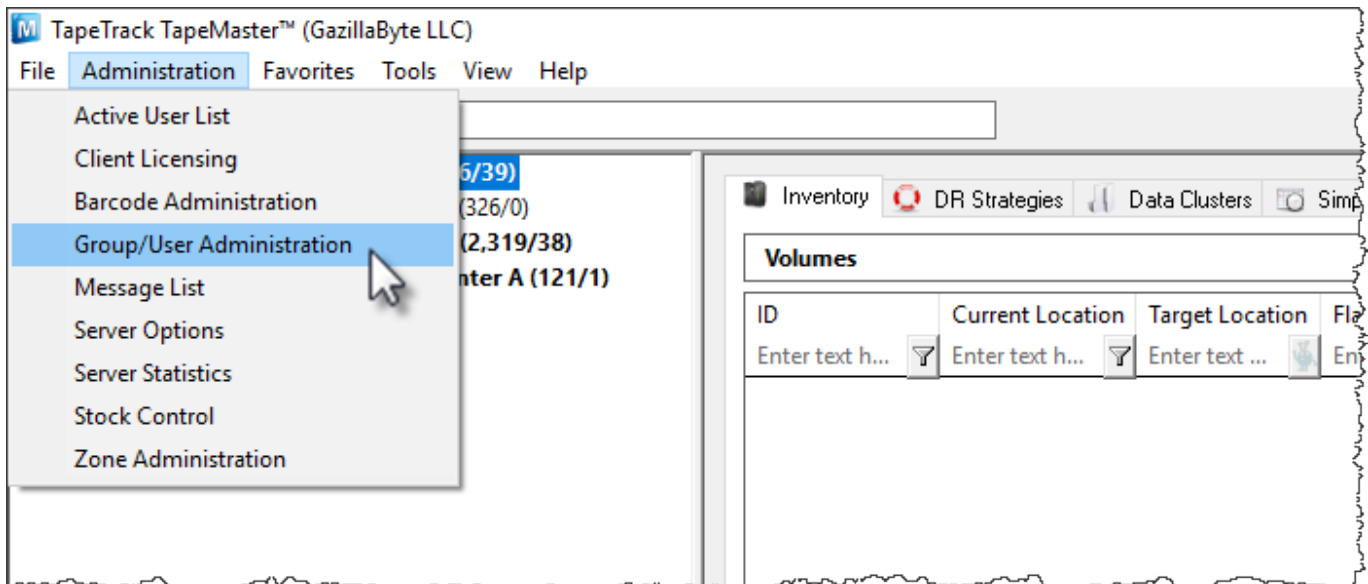 TapeTrack TapeMaster™ (GazillaByte LLC)
File Administration Favorites Tools View Help
Active User List
Client Licensing
Barcode Administration
Group/User Administration
Message List
Server Options
Server Statistics
Stock Control
Zone Administration
6/39)
(326/0)
(2,319/38)
nter A (121/1)
Inventory DR Strategies Data Clusters Simp
Volumes
ID Current Location Target Location Fla
Enter text h... Enter text h... Enter text ... En